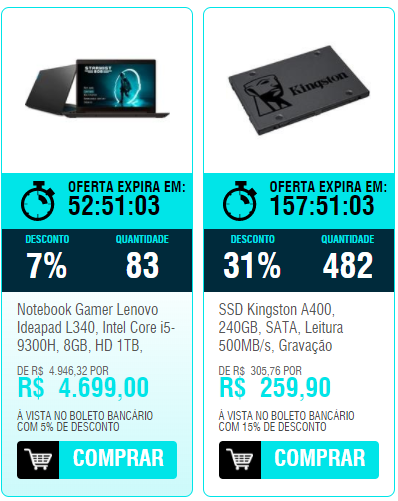 Kingston
OFERTA EXPIRA EM:
52:51:03
DESCONTO QUANTIDADE
7% 83
Notebook Gamer Lenovo
Ideapad L340, Intel Core i5-
9300H, 8GB, HD 1TB,
DE R$ 4.946,32 POR
R$ 4.699,00
À VISTA NO BOLETO BANCÁRIO
COM 5% DE DESCONTO
COMPRAR
OFERTA EXPIRA EM:
157:51:03
DESCONTO QUANTIDADE
31% 482
SSD Kingston A400,
240GB, SATA, Leitura
500MB/s, Gravação
DE R$ 305,76 POR
R$ 259,90
À VISTA NO BOLETO BANCÁRIO
COM 15% DE DESCONTO
COMPRAR